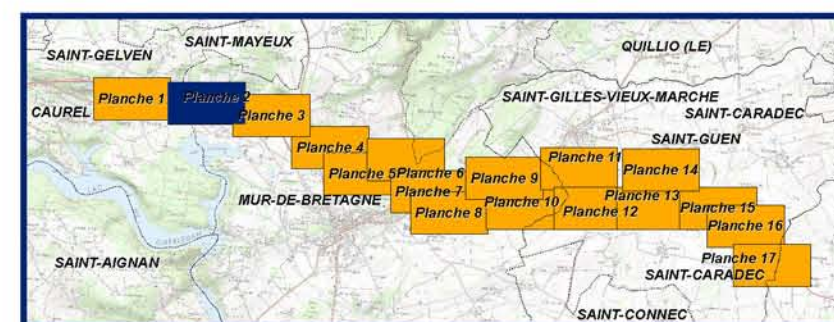 SAINT-GELVEN
SAINT-MAYEUX
QUILLIO (LE)
Planche 1
Planche 2
SAINT-GILLES-VIEUX-MARCHE
CAUREL
Planche 3
SAINT-CARADEC
SAINT-GUEN
Planche 4
Planche 11
Planche 5
Planche 6
Planche 9
Planche 14
MUR-DE-BRETAGNE
Planche 7
Planche 10
Planche 13
Planche 8
Planche 12
Planche 15
Planche 16
SAINT-AIGNAN
Planche 17
SAINT-CARADEC
SAINT-CONNEC